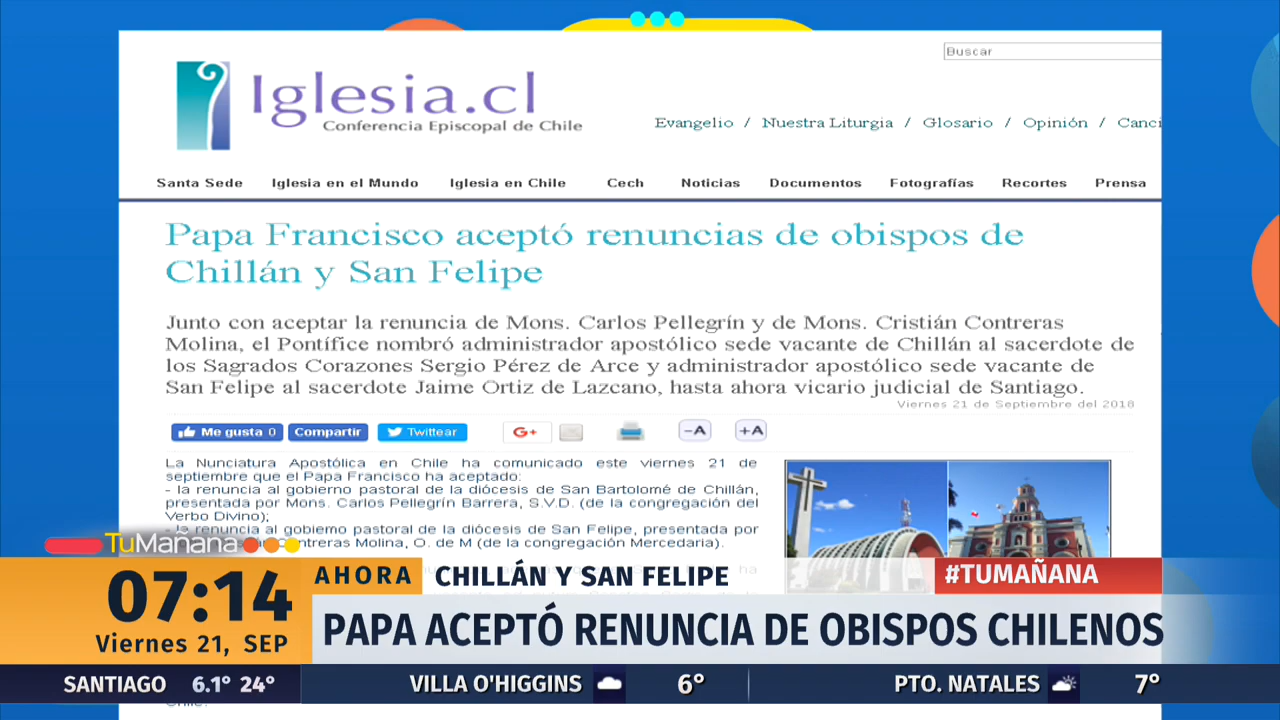 Buscar
Iglesia.cl
Conferencia Episcopal de Chile
Evangelio / Nuestra Liturgia / Glosario / Opinión / Canci
Santa Sede Iglesia en el Mundo Iglesia en Chile Cech Noticias Documentos Fotografías Recortes Prensa
Papa Francisco aceptó renuncias de obispos de
Chillán y San Felipe
Junto con aceptar la renuncia de Mons. Carlos Pellegrín y de Mons. Cristián Contreras
Molina, el Pontífice nombró administrador apostólico sede vacante de Chillán al sacerdote de
los Sagrados Corazones Sergio Pérez de Arce y administrador apostólico sede vacante de
San Felipe al sacerdote Jaime Ortiz de Lazcano, hasta ahora vicario judicial de Santiago.
Viernes 21 de Septiembre del 2018
Me gusta 0 Compartir Twittear G+ -A +A
La Nunciatura Apostólica en Chile ha comunicado este viernes 21 de
septiembre que el Papa Francisco ha aceptado:
- la renuncia al gobierno pastoral de la diócesis de San Bartolomé de Chillán,
presentada por Mons. Carlos Pellegrín Barrera, S.V.D. (de la congregación del
Verbo Divino);
- la renuncia al gobierno pastoral de la diócesis de San Felipe, presentada por
Contreras Molina, O. de M (de la congregación Mercedaria).
TuMañana
07:14
Viernes 21, SEP
AHORA CHILLÁN Y SAN FELIPE
#TUMAÑANA
PAPA ACEPTÓ RENUNCIA DE OBISPOS CHILENOS
SANTIAGO 6.1° 24° VILLA O'HIGGINS 6° PTO. NATALES 7°